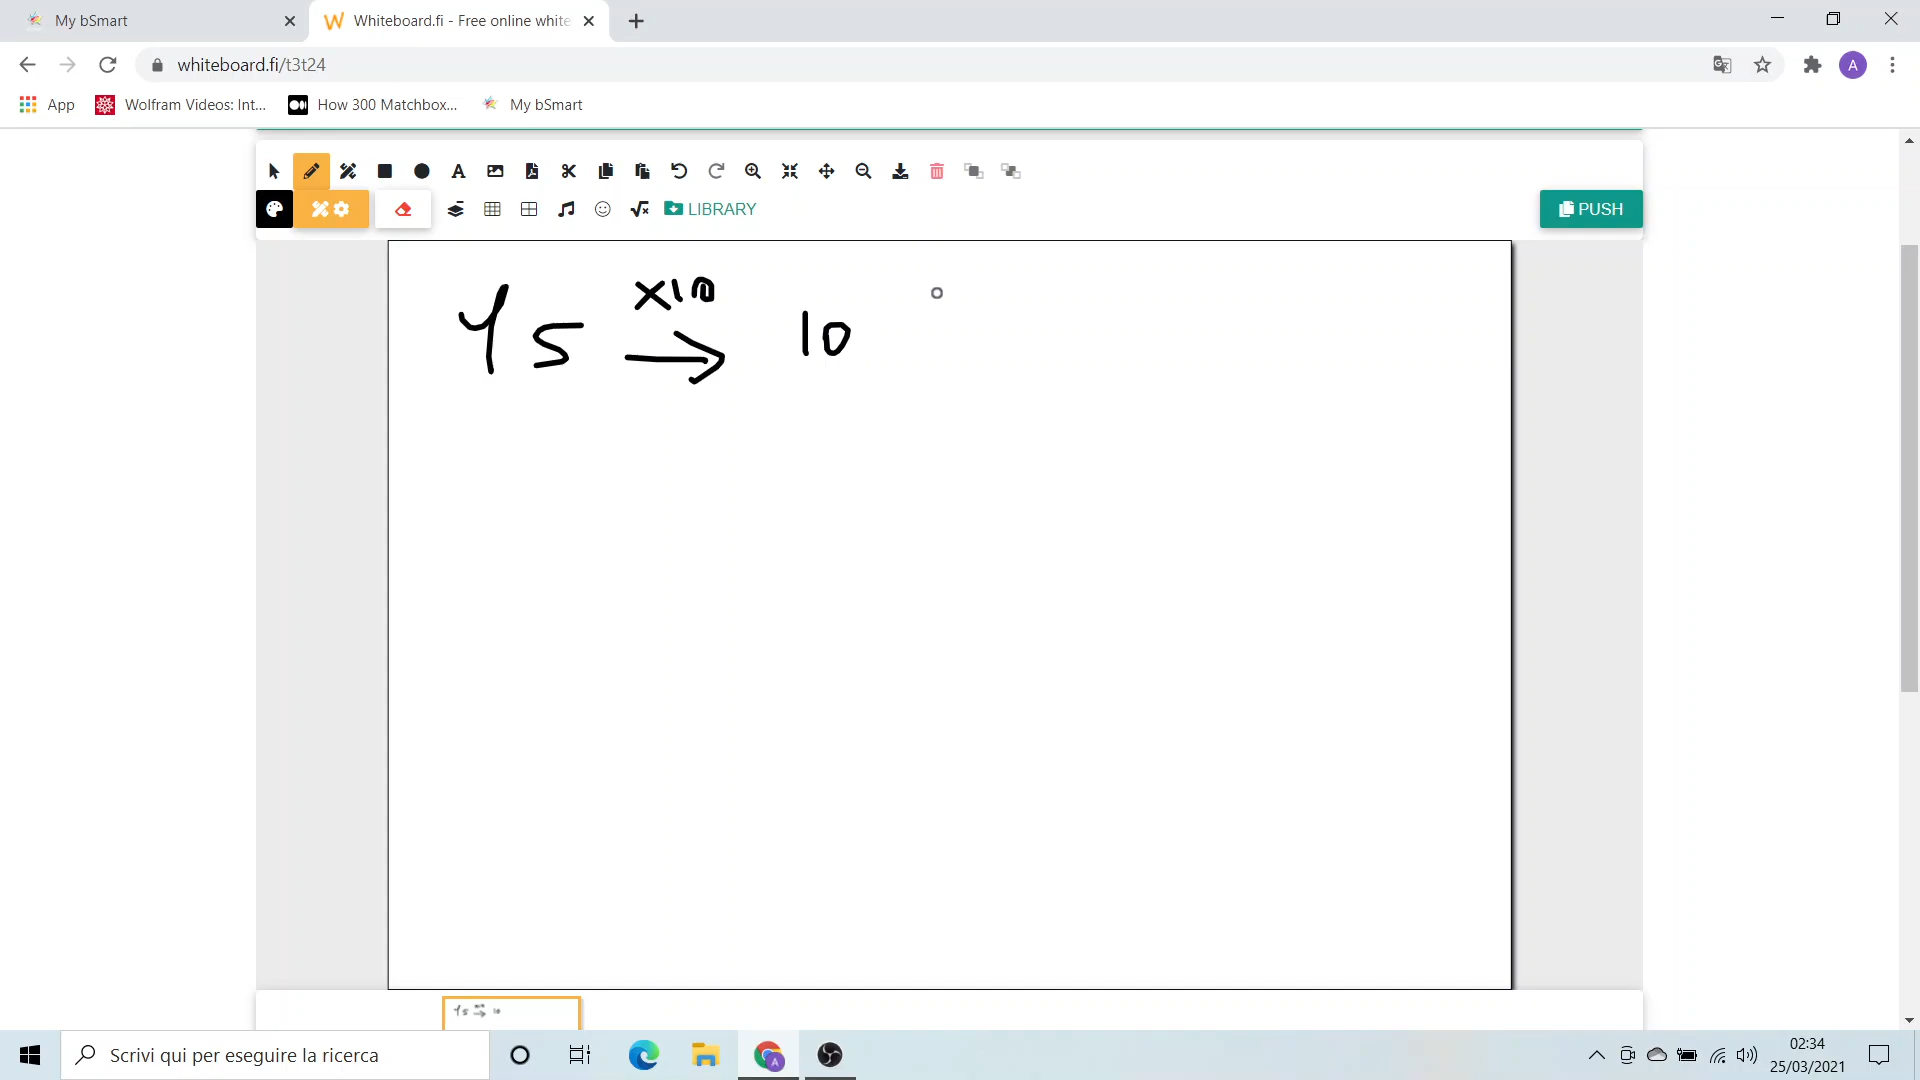 My bSmart
Whiteboard.fi - Free online white
whiteboard.fi/t3t24
App
Wolfram Videos: Int...
How 300 Matchbox...
My bSmart
LIBRARY
PUSH
Y5 x10 → 10
Scrivi qui per eseguire la ricerca
02:34
25/03/2021